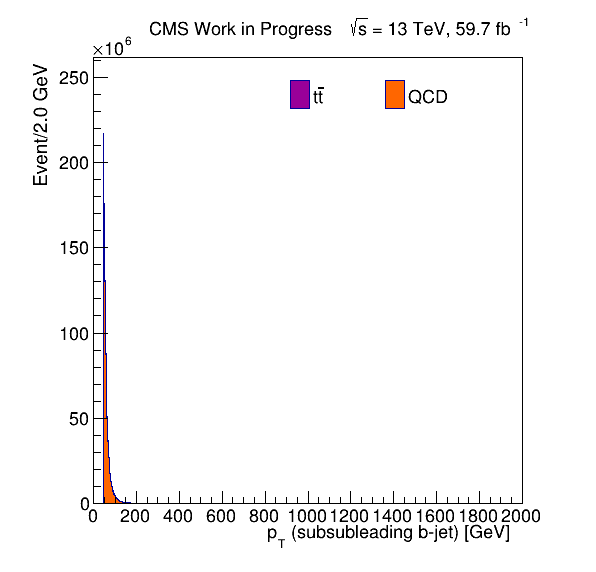 CMS Work in Progress √s = 13 TeV, 59.7 fb⁻¹
×10⁶
Event/2.0 GeV
250
200
150
100
50
0
tt̄
QCD
0 200 400 600 800 1000 1200 1400 1600 1800 2000
p_T (subsubleading b-jet) [GeV]